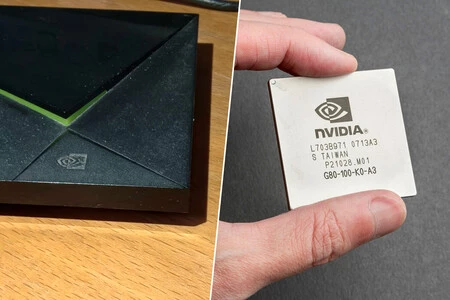 NVIDIA®
L703B971 0713A3
S TAIWAN
P21028.M01
G80-100-K0-A3